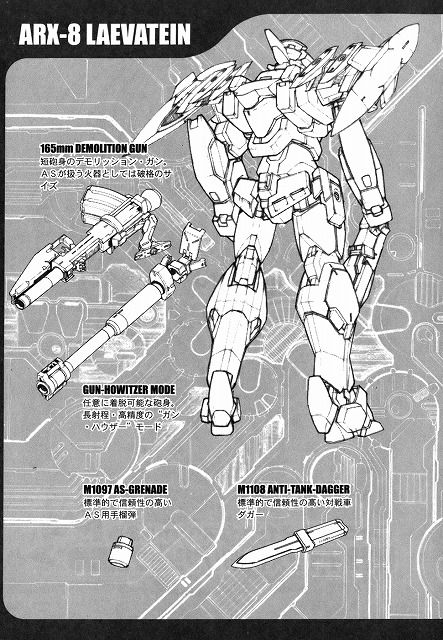 ARX-8 LAEVATEIN
165mm DEMOLITION GUN
短砲身のデモリッション・ガン。
ＡＳが扱う火器としては破格のサ
イズ
GUN-HOWITZER MODE
任意に着脱可能な砲身。
長射程・高精度の“ガン
・ハウザー”モード
M1097 AS-GRENADE
標準的で信頼性の高い
ＡＳ用手榴弾
M1108 ANTI-TANK-DAGGER
標準的で信頼性の高い対戦車
ダガー